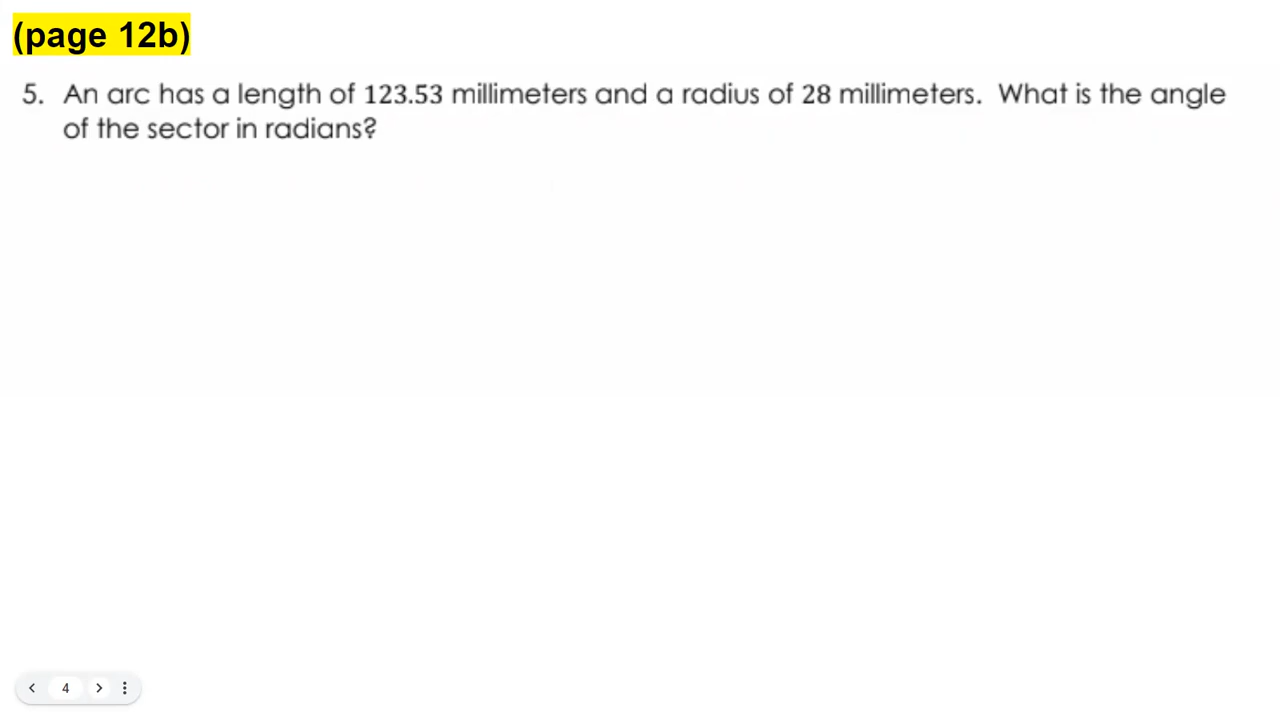 (page 12b)
5. An arc has a length of 123.53 millimeters and a radius of 28 millimeters. What is the angle
of the sector in radians?
4